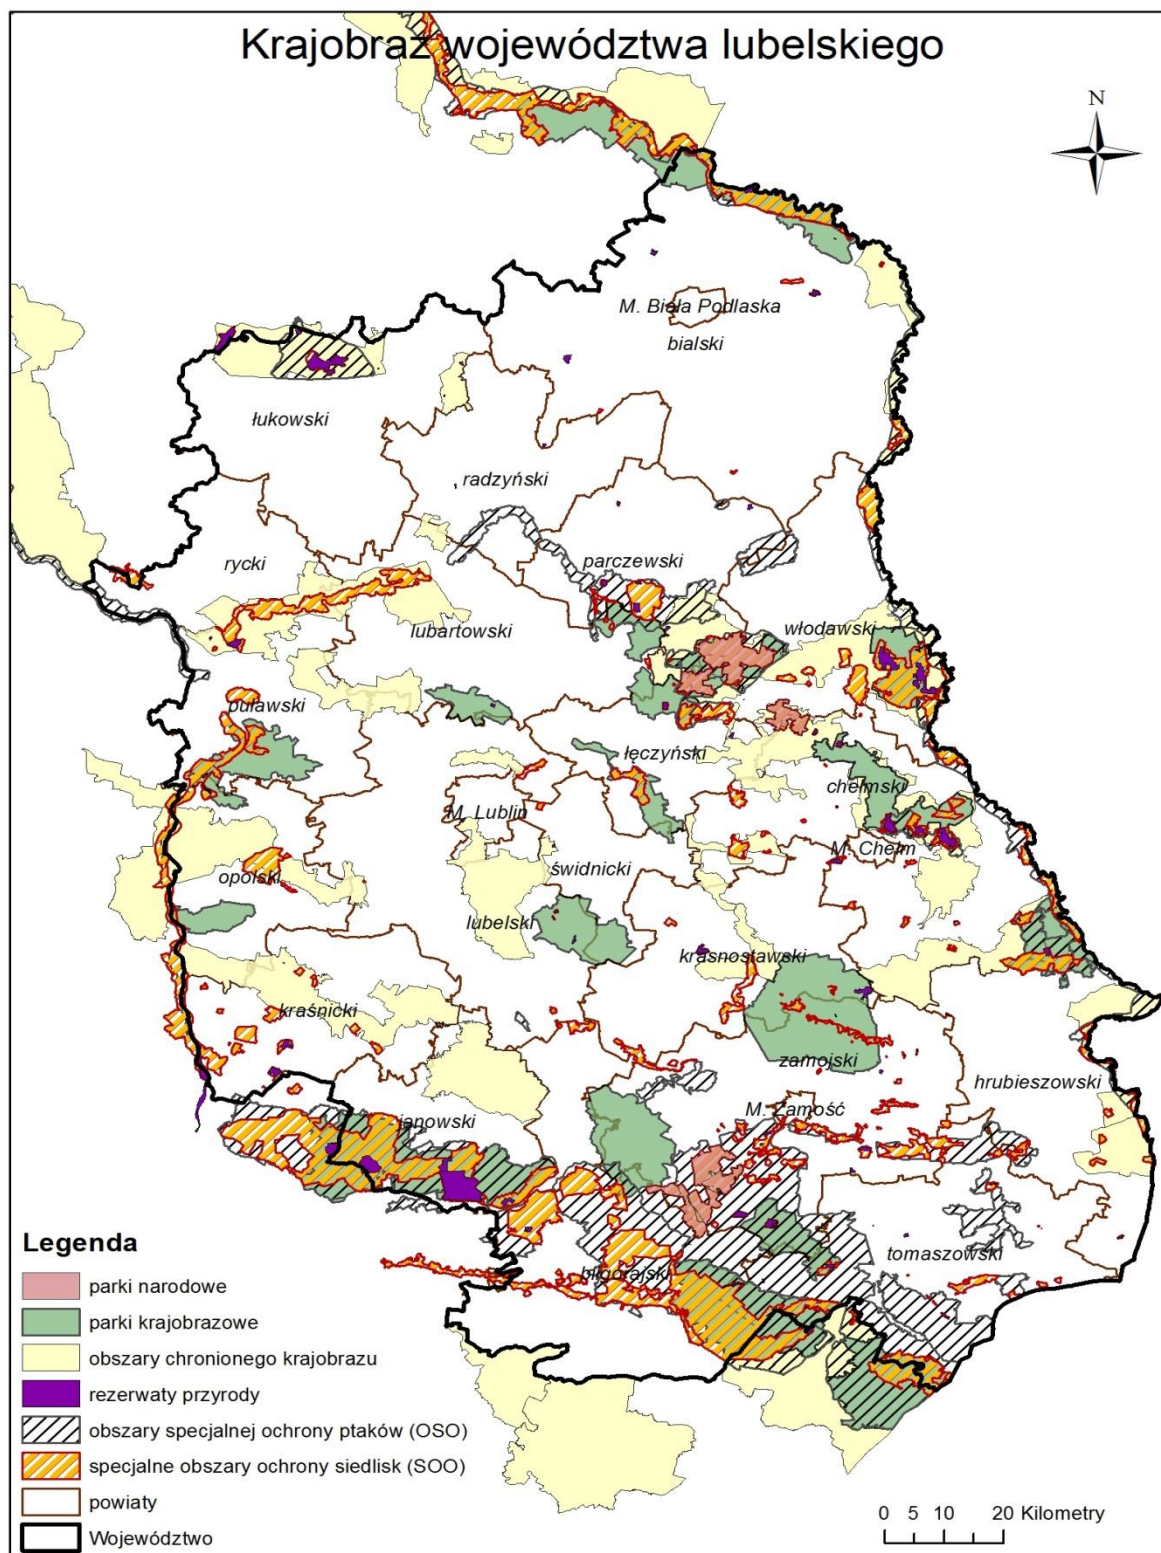 Krajobraz województwa lubelskiego
N
M. Biała Podlaska
bialski
łukowski
radzyński
rycki
parczewski
lubartowski
włodawski
puławski
łęczyński
chełmski
M. Lublin
M. Chełm
świdnicki
opolski
lubelski
krasnostawski
kraśnicki
zamojski
hrubieszowski
M. Zamość
janowski
tomaszowski
biłgorajski
Legenda
parki narodowe
parki krajobrazowe
obszary chronionego krajobrazu
rezerwaty przyrody
obszary specjalnej ochrony ptaków (OSO)
specjalne obszary ochrony siedlisk (SOO)
powiaty
Województwo
0 5 10 20 Kilometry